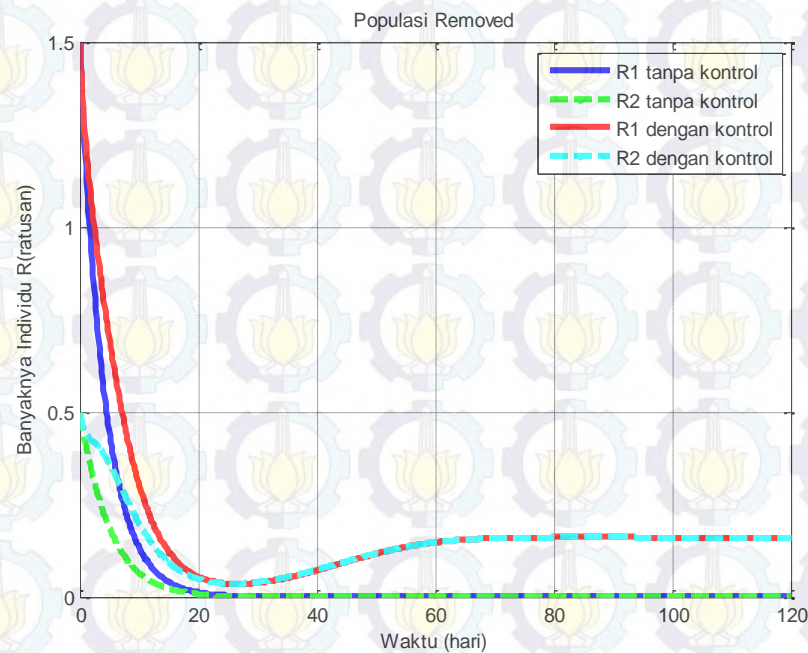 Populasi Removed
1.5
1
0.5
0
Banyaknya Individu R(ratusan)
R1 tanpa kontrol
R2 tanpa kontrol
R1 dengan kontrol
R2 dengan kontrol
0 20 40 60 80 100 120
Waktu (hari)